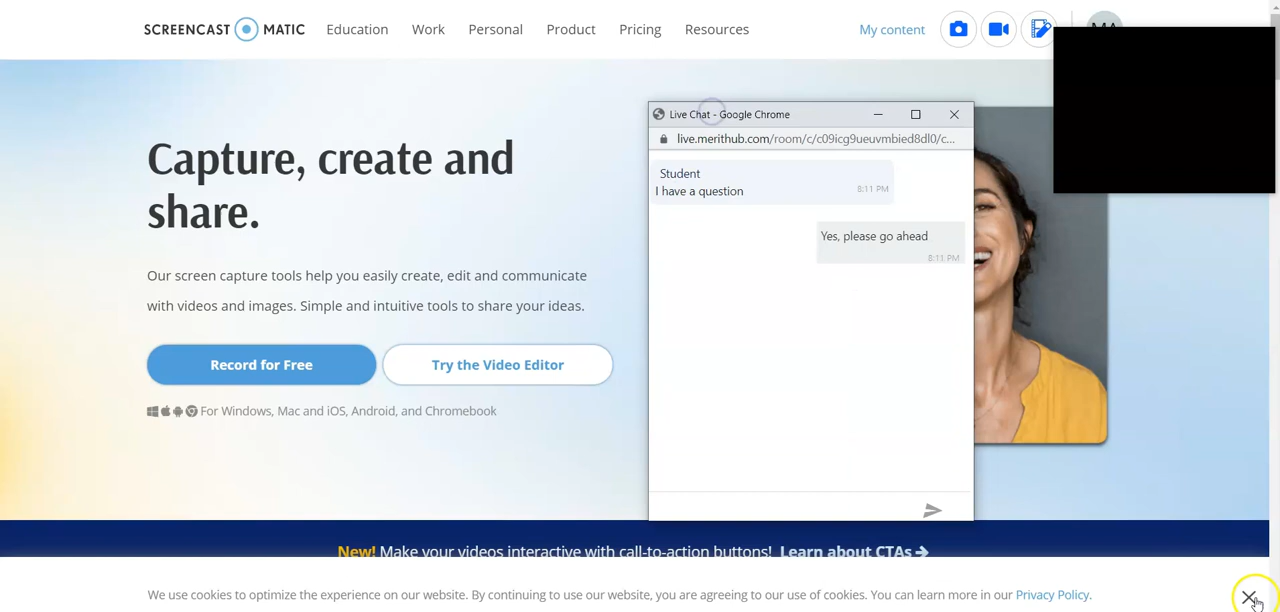 SCREENCAST MATIC
Education Work Personal Product Pricing Resources
My content
Capture, create and
share.
Our screen capture tools help you easily create, edit and communicate
with videos and images. Simple and intuitive tools to share your ideas.
Record for Free
Try the Video Editor
For Windows, Mac and iOS, Android, and Chromebook
Live Chat - Google Chrome
live.merithub.com/room/c/c09icg9ueuvmbied8dl0/c...
Student
I have a question
8:11 PM
Yes, please go ahead
8:11 PM
New! Make your videos interactive with call-to-action buttons! Learn about CTAs
We use cookies to optimize the experience on our website. By continuing to use our website, you are agreeing to our use of cookies. You can learn more in our Privacy Policy.